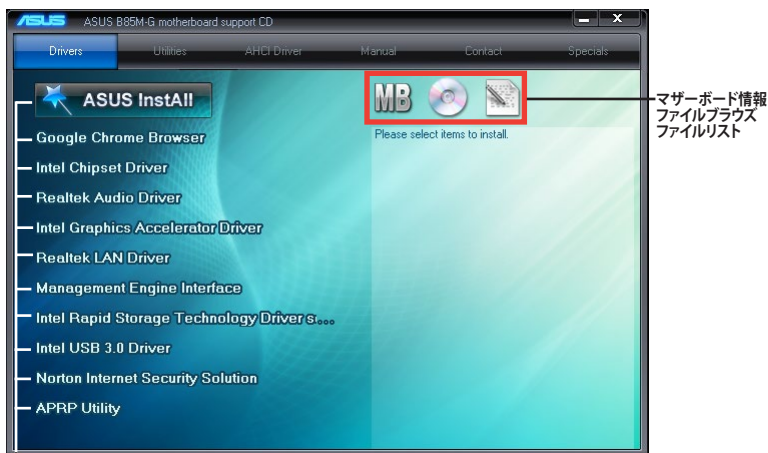 ASUS ASUS B85M-G motherboard support CD
Drivers Utilities AHCI Driver Manual Contact Specials
ASUS InstAll
MB
Google Chrome Browser
Please select items to install.
Intel Chipset Driver
Realtek Audio Driver
Intel Graphics Accelerator Driver
Realtek LAN Driver
Management Engine Interface
Intel Rapid Storage Technology Driver s...
Intel USB 3.0 Driver
Norton Internet Security Solution
APRP Utility
マザーボード情報
ファイルブラウズ
ファイルリスト